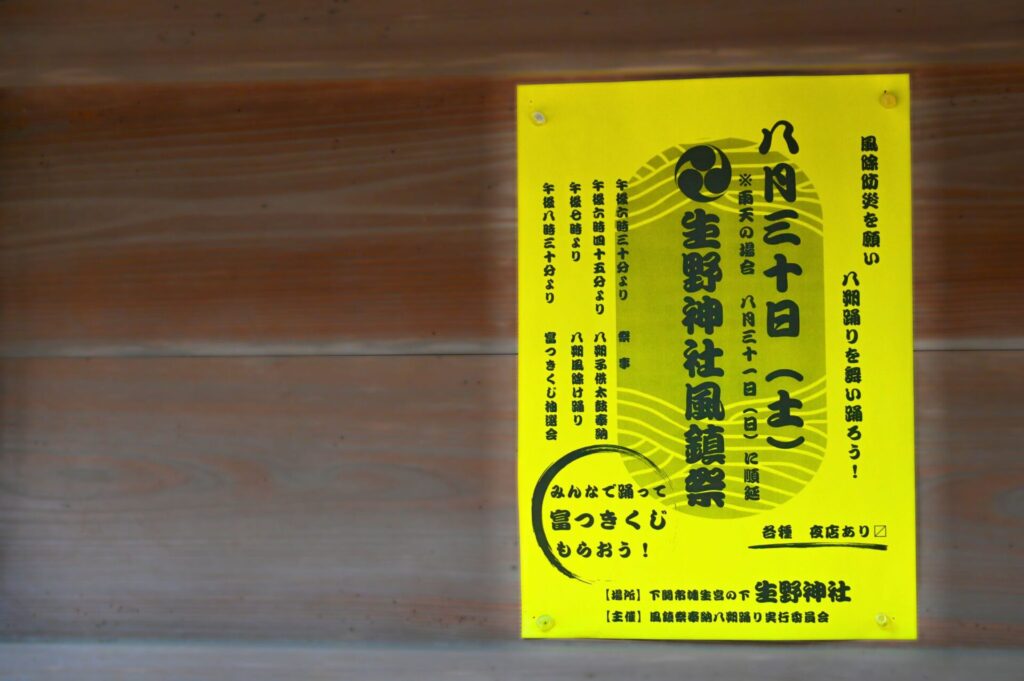 風除防災を願い
八朔踊りを舞い踊ろう！
八月三十日（土）
※雨天の場合　八月三十一日（日）に順延
生野神社風鎮祭
午後六時三十分より　祭事
午後六時四十五分より　八朔子供太鼓奉納
午後七時より　八朔風除け踊り
午後八時三十分より　富つきくじ抽選会
みんなで踊って
富つきくじ
もらおう！
各種　夜店あり〼
【場所】下関市幡生宮の下 生野神社
【主催】風鎮祭奉納八朔踊り実行委員会